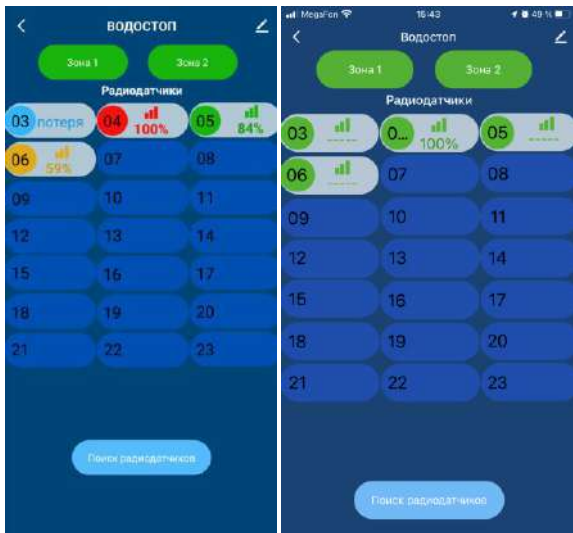 водостоп
Зона 1 Зона 2
Радиодатчики
03 потеря 04 100% 05 84%
06 59% 07 08
09 10 11
12 13 14
15 16 17
18 19 20
21 22 23
Поиск радиодатчиков
MegaFon 15:43 49 %
Водостоп
Зона 1 Зона 2
Радиодатчики
03 ----- 0... 100% 05 -----
06 ----- 07 08
09 10 11
12 13 14
15 16 17
18 19 20
21 22 23
Поиск радиодатчиков